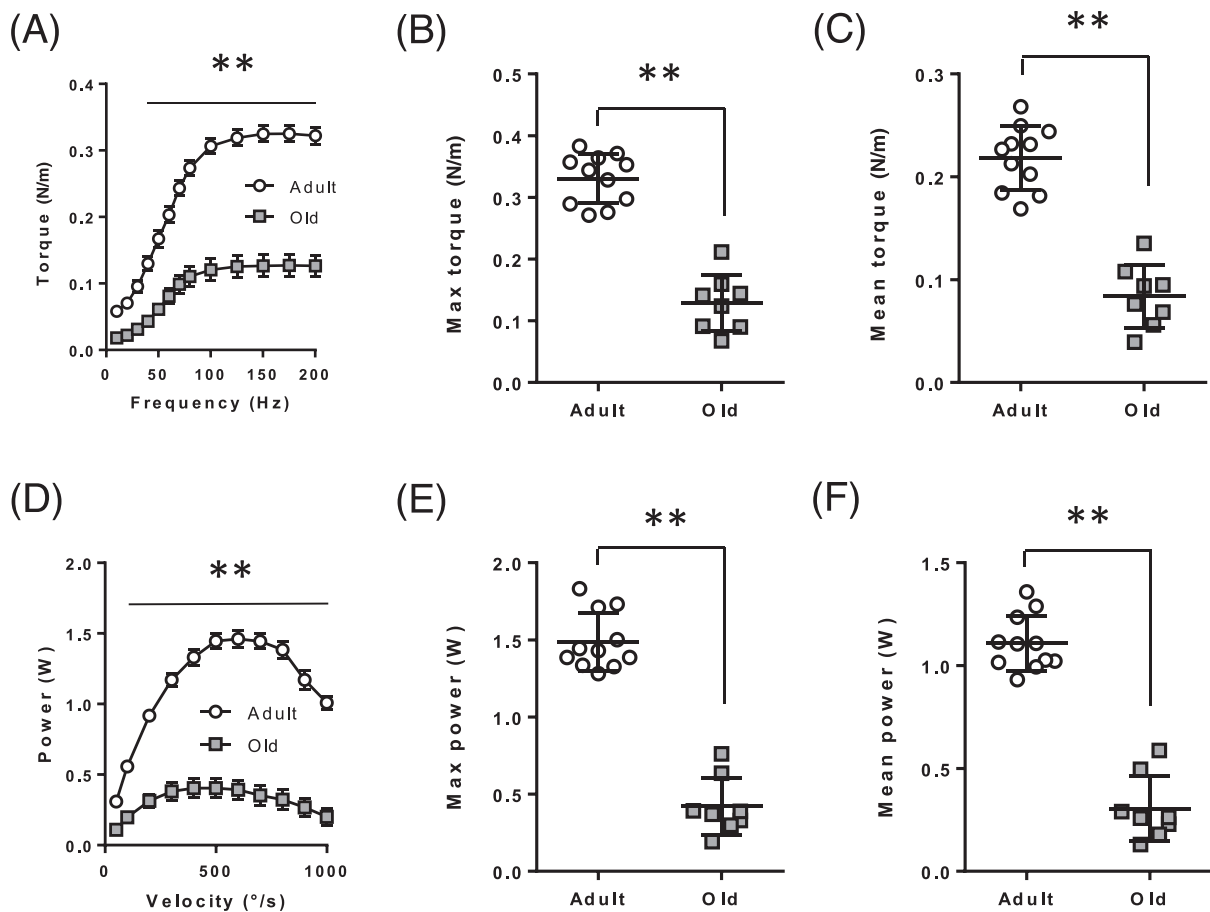 (A)
**
0.4
0.3
0.2
0.1
0.0
Torque (N/m)
Adult
Old
0 50 100 150 200
Frequency (Hz)
(B)
**
0.5
0.4
0.3
0.2
0.1
0.0
Max torque (N/m)
Adult Old
(C)
**
0.3
0.2
0.1
0.0
Mean torque (N/m)
Adult Old
(D)
**
2.0
1.5
1.0
0.5
0.0
Power (W)
Adult
Old
0 500 1000
Velocity (°/s)
(E)
**
2.0
1.5
1.0
0.5
0.0
Max power (W)
Adult Old
(F)
**
1.5
1.0
0.5
0.0
Mean power (W)
Adult Old